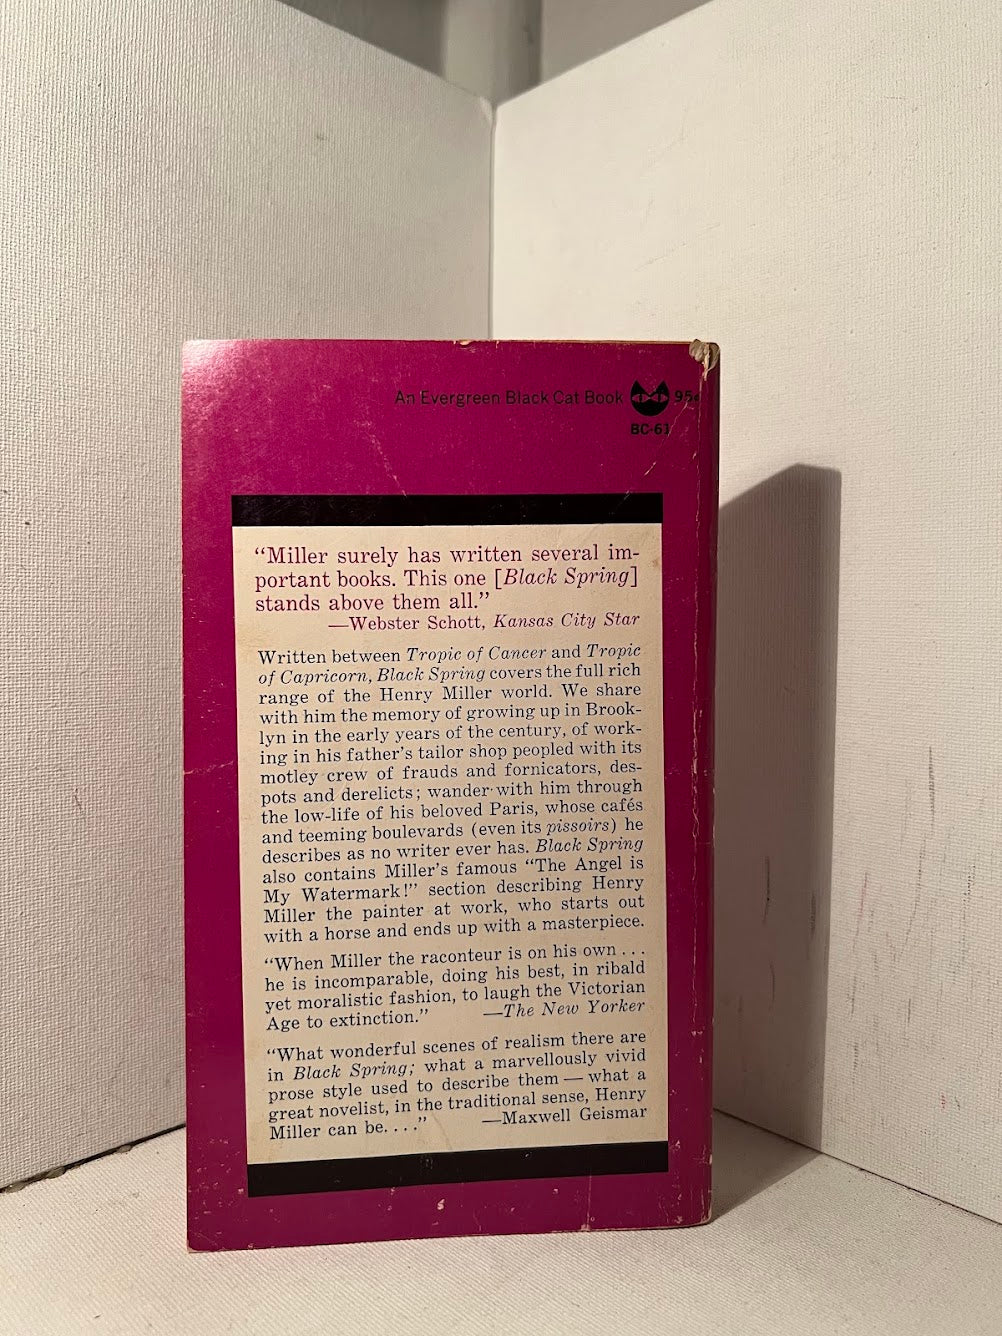 An Evergreen Black Cat Book 95¢
BC-61
“Miller surely has written several im-
portant books. This one [Black Spring]
stands above them all.”
—Webster Schott, Kansas City Star
Written between Tropic of Cancer and Tropic
of Capricorn, Black Spring covers the full rich
range of the Henry Miller world. We share
with him the memory of growing up in Brook-
lyn in the early years of the century, of work-
ing in his father’s tailor shop peopled with its
motley crew of frauds and fornicators, des-
pots and derelicts; wander with him through
the low-life of his beloved Paris, whose cafés
and teeming boulevards (even its pissoirs) he
describes as no writer ever has. Black Spring
also contains Miller’s famous “The Angel is
My Watermark!” section describing Henry
Miller the painter at work, who starts out
with a horse and ends up with a masterpiece.
“When Miller the raconteur is on his own . . .
he is incomparable, doing his best, in ribald
yet moralistic fashion, to laugh the Victorian
Age to extinction.” —The New Yorker
“What wonderful scenes of realism there are
in Black Spring; what a marvellously vivid
prose style used to describe them — what a
great novelist, in the traditional sense, Henry
Miller can be. . . .” —Maxwell Geismar